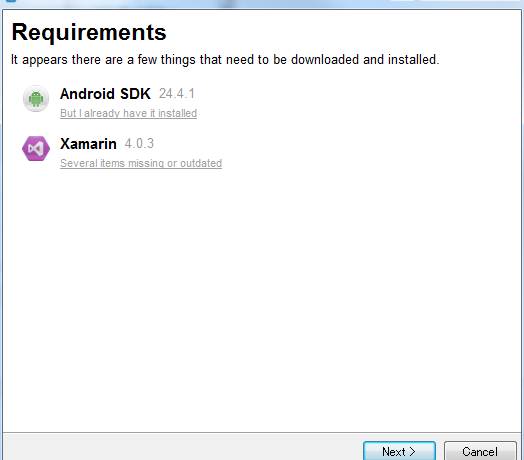 Requirements
It appears there are a few things that need to be downloaded and installed.
Android SDK 24.4.1
But I already have it installed
Xamarin 4.0.3
Several items missing or outdated
Next >
Cancel